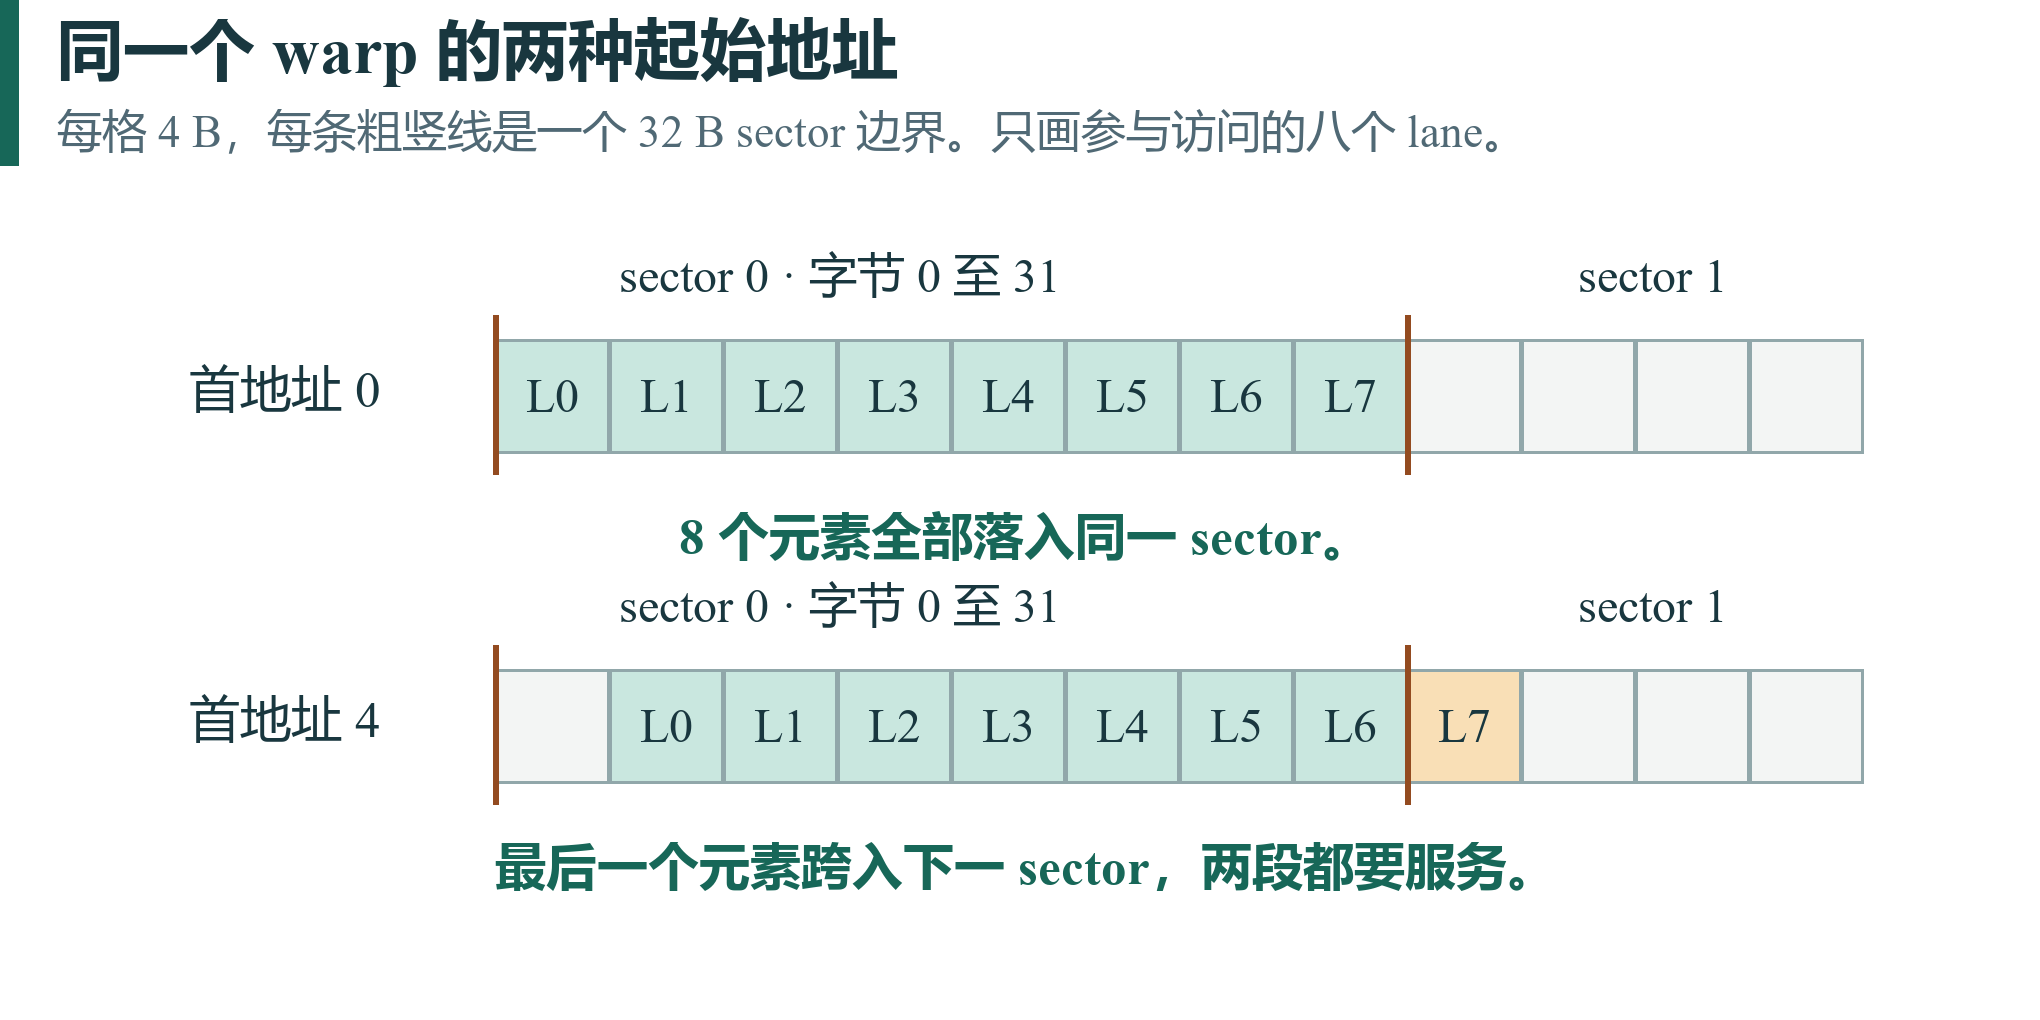 同一个 warp 的两种起始地址
每格 4 B，每条粗竖线是一个 32 B sector 边界。只画参与访问的八个 lane。
sector 0 · 字节 0 至 31 sector 1
首地址 0 L0 L1 L2 L3 L4 L5 L6 L7
8 个元素全部落入同一 sector。
sector 0 · 字节 0 至 31 sector 1
首地址 4 L0 L1 L2 L3 L4 L5 L6 L7
最后一个元素跨入下一 sector，两段都要服务。